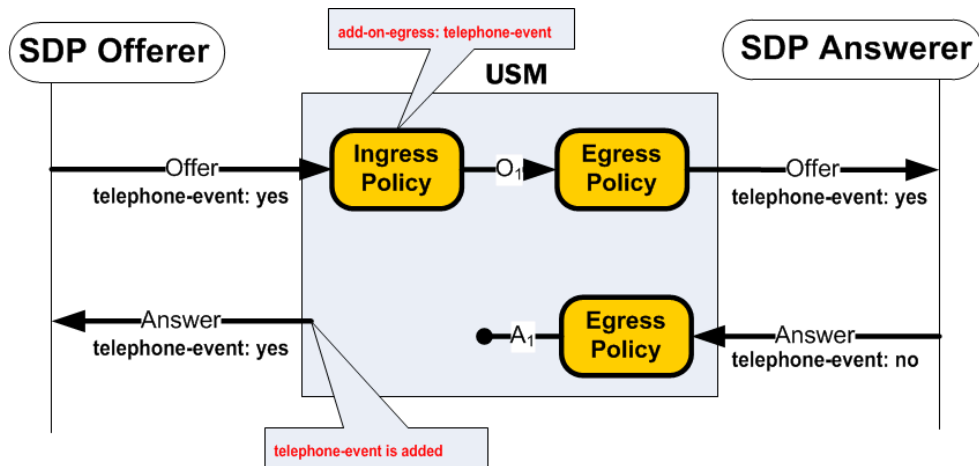 add-on-egress: telephone-event
SDP Offerer
SDP Answerer
USM
Ingress
Policy
Egress
Policy
Offer
O1
Offer
telephone-event: yes
telephone-event: yes
Answer
A1
Egress
Policy
Answer
telephone-event: yes
telephone-event: no
telephone-event is added